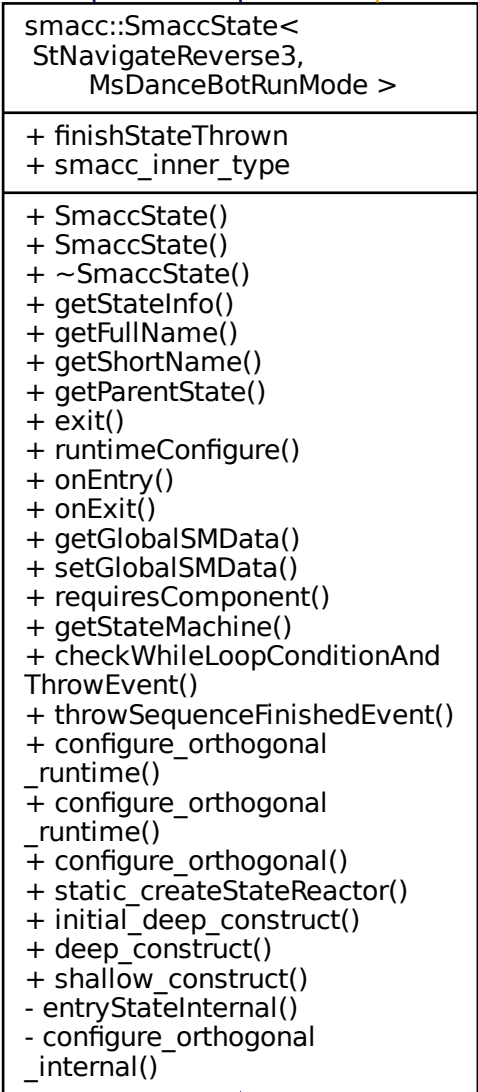 smacc::SmaccState<
StNavigateReverse3,
MsDanceBotRunMode >
+ finishStateThrown
+ smacc_inner_type
+ SmaccState()
+ SmaccState()
+ ~SmaccState()
+ getStateInfo()
+ getFullName()
+ getShortName()
+ getParentState()
+ exit()
+ runtimeConfigure()
+ onEntry()
+ onExit()
+ getGlobalSMData()
+ setGlobalSMData()
+ requiresComponent()
+ getStateMachine()
+ checkWhileLoopConditionAnd
ThrowEvent()
+ throwSequenceFinishedEvent()
+ configure_orthogonal
_runtime()
+ configure_orthogonal
_runtime()
+ configure_orthogonal()
+ static_createStateReactor()
+ initial_deep_construct()
+ deep_construct()
+ shallow_construct()
- entryStateInternal()
- configure_orthogonal
_internal()